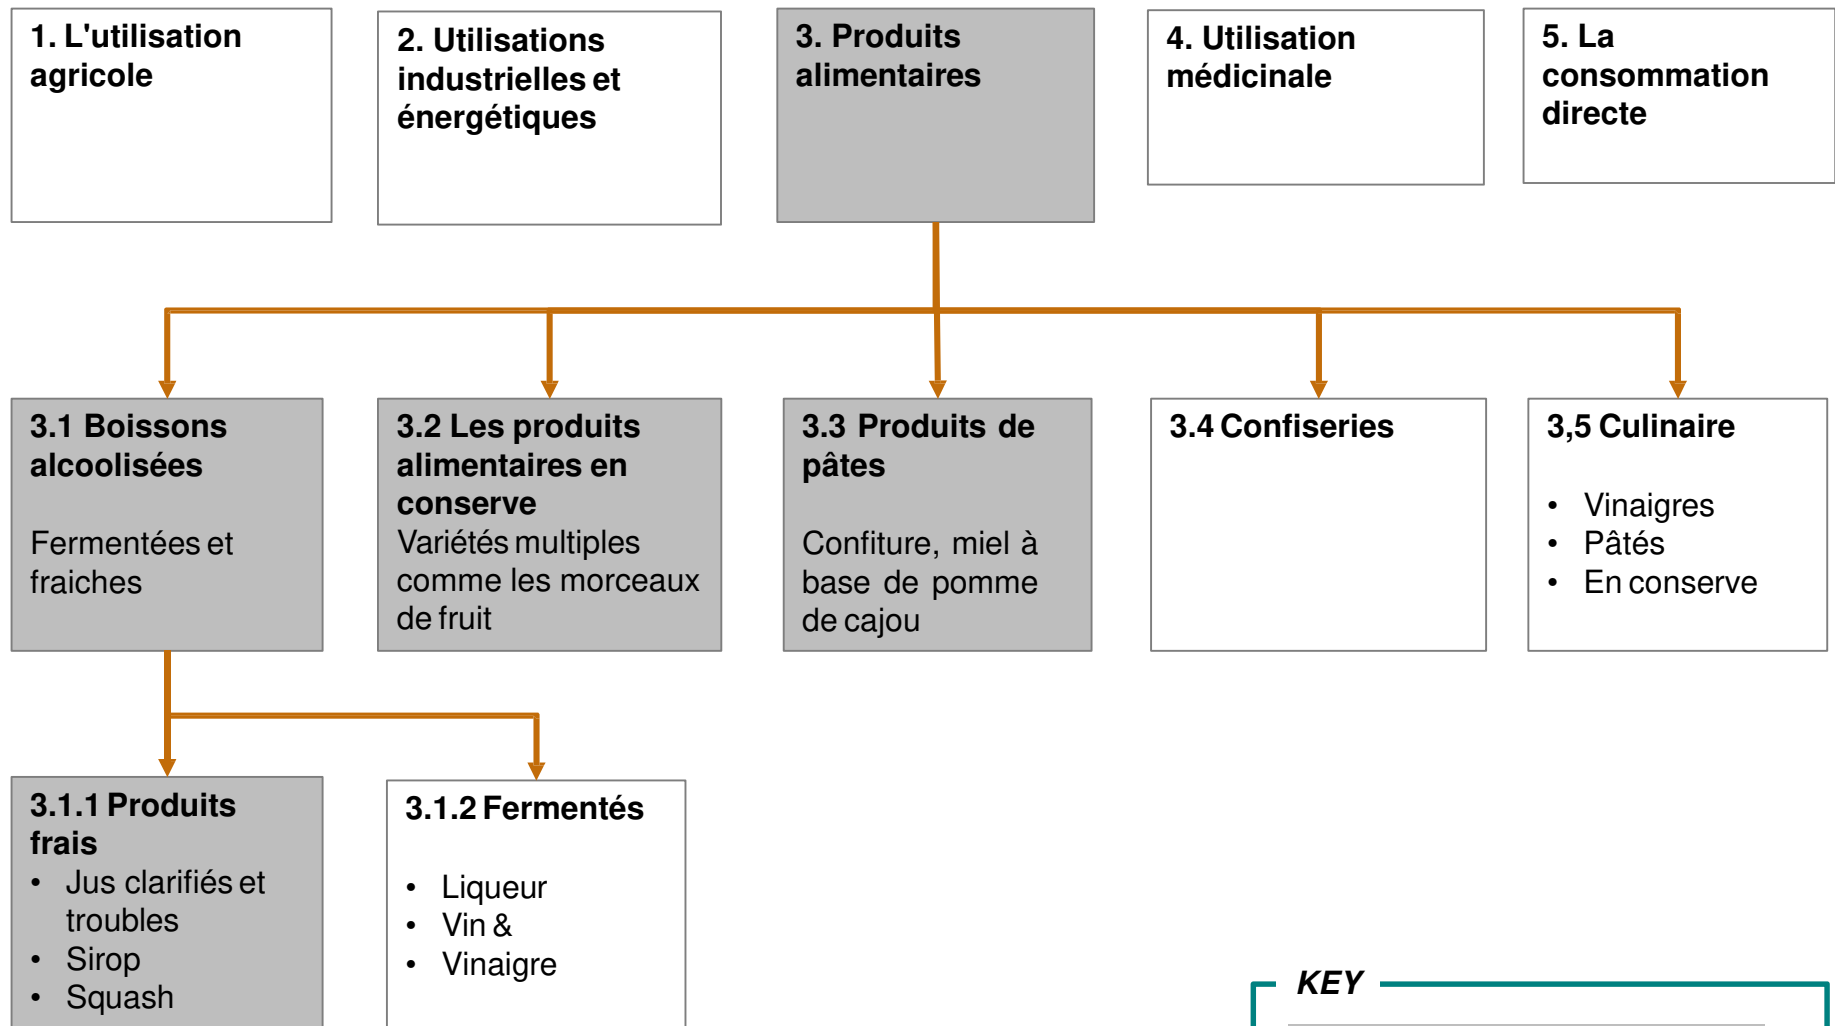 1. L'utilisation
agricole
2. Utilisations
industrielles et
énergétiques
3. Produits
alimentaires
4. Utilisation
médicinale
5. La
consommation
directe
3.1 Boissons
alcoolisées
Fermentées et
fraiches
3.2 Les produits
alimentaires en
conserve
Variétés multiples
comme les morceaux
de fruit
3.3 Produits de
pâtes
Confiture, miel à
base de pomme
de cajou
3.4 Confiseries
3,5 Culinaire
• Vinaigres
• Pâtés
• En conserve
3.1.1 Produits
frais
• Jus clarifiés et
troubles
• Sirop
• Squash
3.1.2 Fermentés
• Liqueur
• Vin &
• Vinaigre
KEY